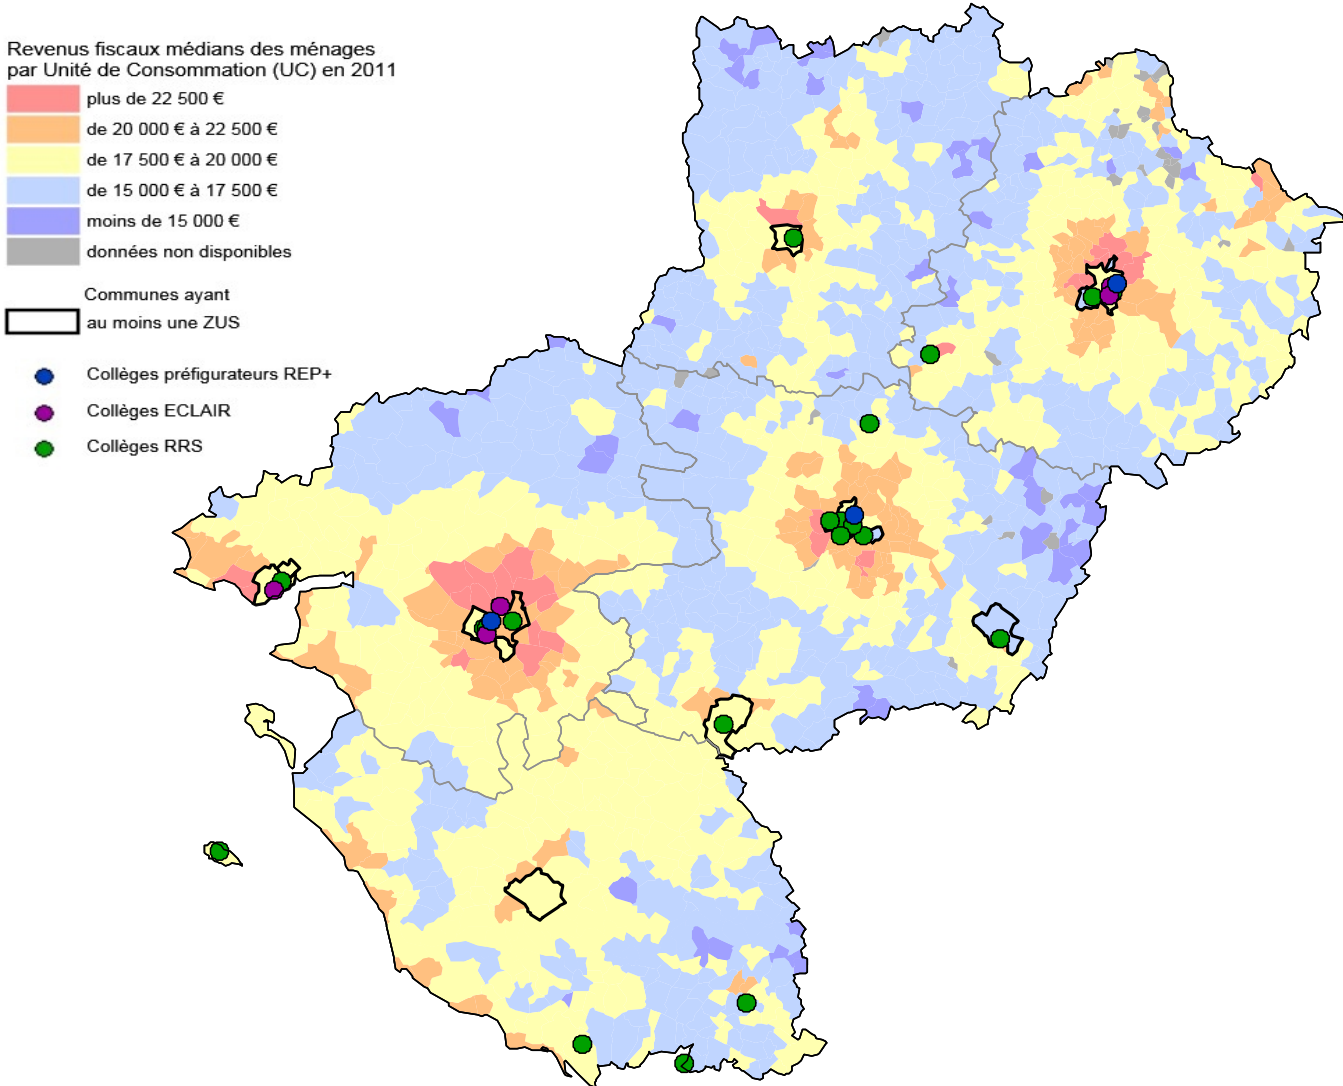 Revenus fiscaux médians des ménages
par Unité de Consommation (UC) en 2011
plus de 22 500 €
de 20 000 € à 22 500 €
de 17 500 € à 20 000 €
de 15 000 € à 17 500 €
moins de 15 000 €
données non disponibles
Communes ayant
au moins une ZUS
Collèges préfigurateurs REP+
Collèges ECLAIR
Collèges RRS